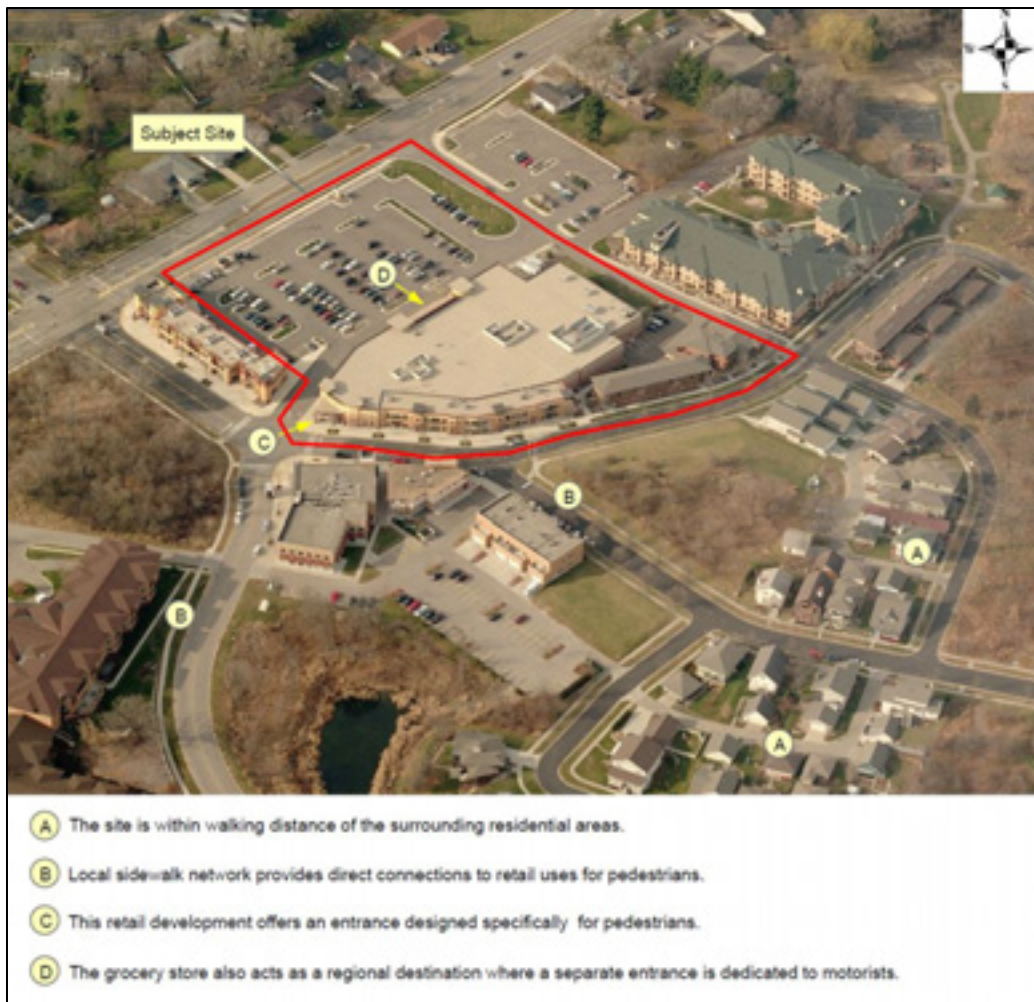 Subject Site
D
C
B
A
B
A
A The site is within walking distance of the surrounding residential areas.
B Local sidewalk network provides direct connections to retail uses for pedestrians.
C This retail development offers an entrance designed specifically for pedestrians.
D The grocery store also acts as a regional destination where a separate entrance is dedicated to motorists.